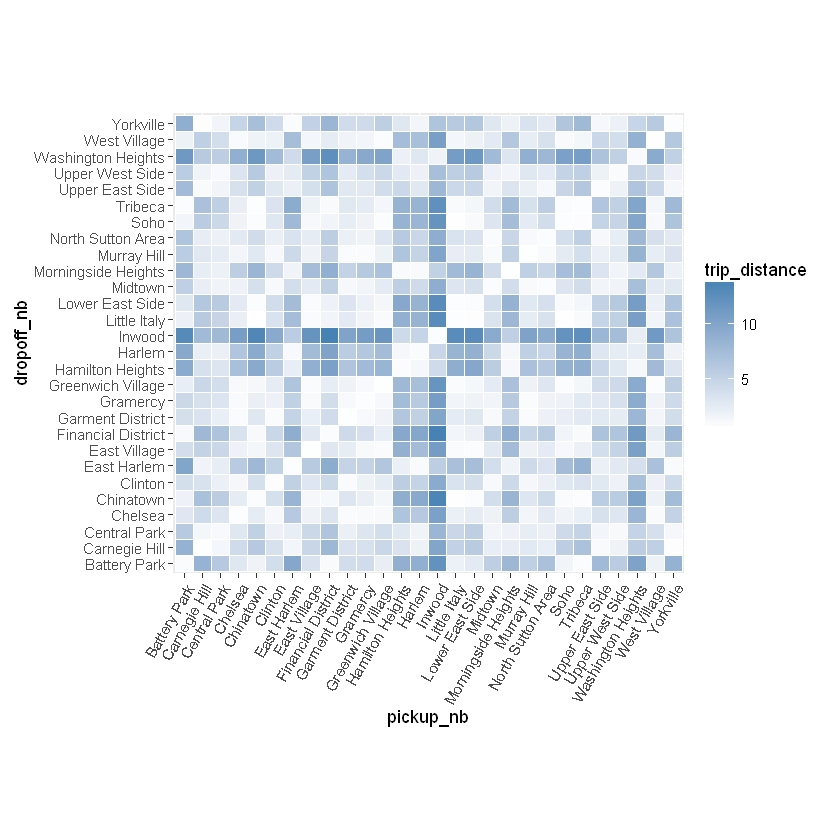 Yorkville
West Village
Washington Heights
Upper West Side
Upper East Side
Tribeca
Soho
North Sutton Area
Murray Hill
Morningside Heights
Midtown
Lower East Side
Little Italy
Inwood
Harlem
Hamilton Heights
Greenwich Village
Gramercy
Garment District
Financial District
East Village
East Harlem
Clinton
Chinatown
Chelsea
Central Park
Carnegie Hill
Battery Park
dropoff_nb
trip_distance
10
5
Battery Park
Carnegie Hill
Central Park
Chelsea
Chinatown
Clinton
East Harlem
East Village
Financial District
Garment District
Gramercy
Greenwich Village
Hamilton Heights
Harlem
Inwood
Little Italy
Lower East Side
Midtown
Morningside Heights
Murray Hill
North Sutton Area
Soho
Tribeca
Upper East Side
Upper West Side
Washington Heights
West Village
Yorkville
pickup_nb